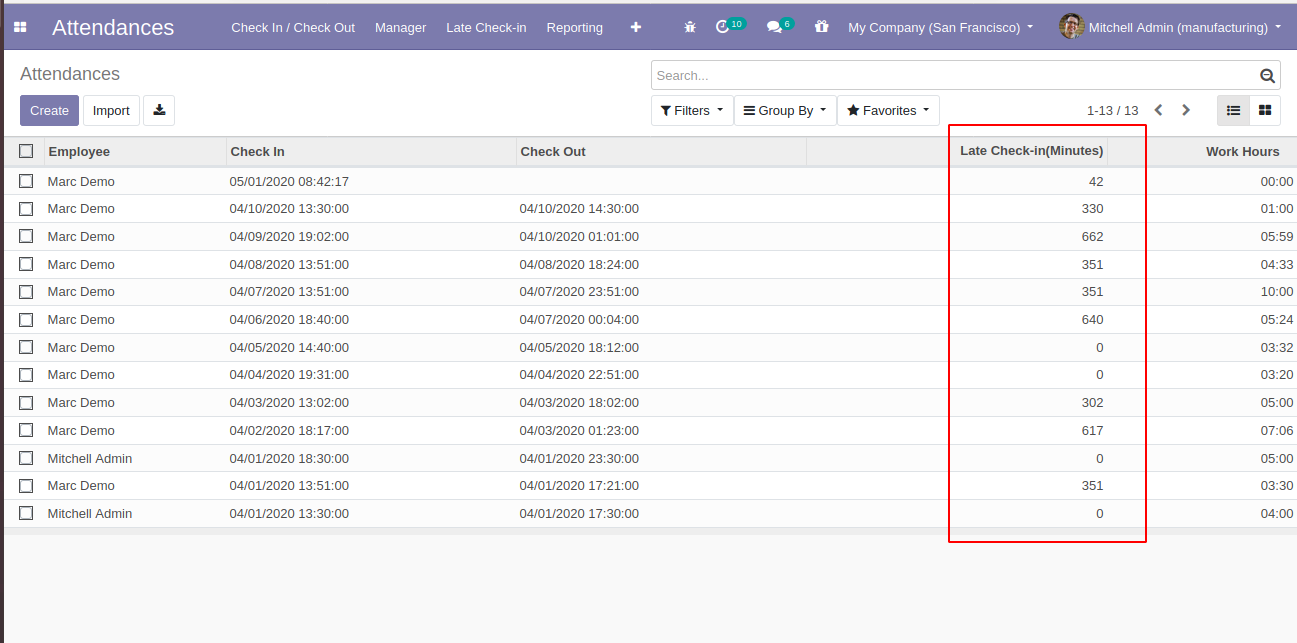 Attendances Check In / Check Out Manager Late Check-in Reporting 10 6 My Company (San Francisco) Mitchell Admin (manufacturing)
Attendances Search...
Create Import Filters Group By Favorites 1-13 / 13
Employee Check In Check Out Late Check-in(Minutes) Work Hours
Marc Demo 05/01/2020 08:42:17 42 00:00
Marc Demo 04/10/2020 13:30:00 04/10/2020 14:30:00 330 01:00
Marc Demo 04/09/2020 19:02:00 04/10/2020 01:01:00 662 05:59
Marc Demo 04/08/2020 13:51:00 04/08/2020 18:24:00 351 04:33
Marc Demo 04/07/2020 13:51:00 04/07/2020 23:51:00 351 10:00
Marc Demo 04/06/2020 18:40:00 04/07/2020 00:04:00 640 05:24
Marc Demo 04/05/2020 14:40:00 04/05/2020 18:12:00 0 03:32
Marc Demo 04/04/2020 19:31:00 04/04/2020 22:51:00 0 03:20
Marc Demo 04/03/2020 13:02:00 04/03/2020 18:02:00 302 05:00
Marc Demo 04/02/2020 18:17:00 04/03/2020 01:23:00 617 07:06
Mitchell Admin 04/01/2020 18:30:00 04/01/2020 23:30:00 0 05:00
Marc Demo 04/01/2020 13:51:00 04/01/2020 17:21:00 351 03:30
Mitchell Admin 04/01/2020 13:30:00 04/01/2020 17:30:00 0 04:00